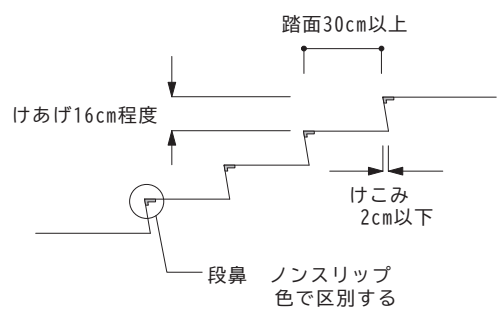 踏面30cm以上
けあげ16cm程度
けこみ
2cm以下
段鼻　ノンスリップ
色で区別する